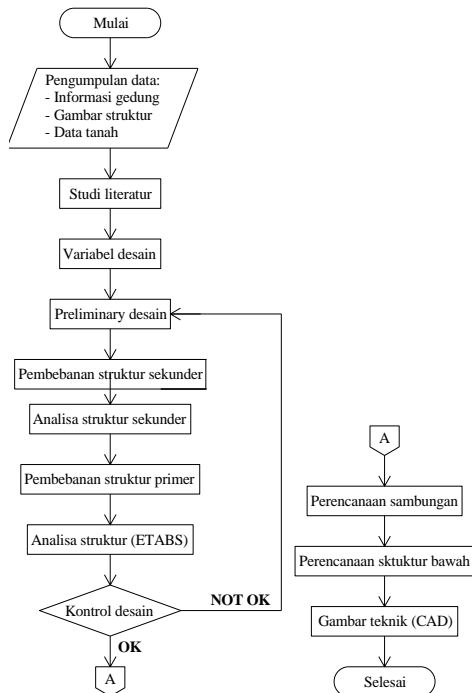 Mulai
Pengumpulan data:
- Informasi gedung
- Gambar struktur
- Data tanah
Studi literatur
Variabel desain
Preliminary desain
Pembebanan struktur sekunder
Analisa struktur sekunder
Pembebanan struktur primer
Analisa struktur (ETABS)
Kontrol desain
NOT OK
OK
A
A
Perencanaan sambungan
Perencanaan sktuktur bawah
Gambar teknik (CAD)
Selesai